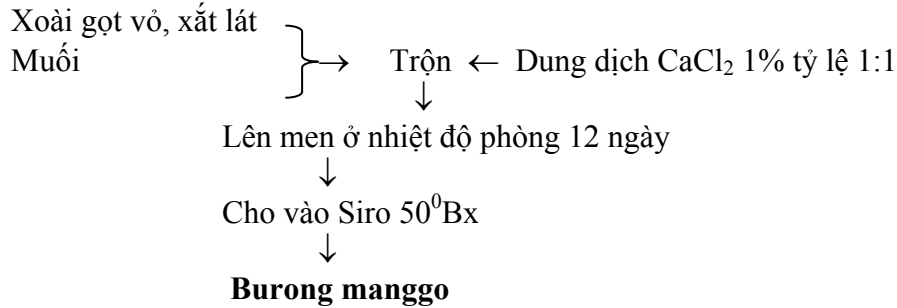 Xoài gọt vỏ, xắt lát
Muối → Trộn ← Dung dịch CaCl₂ 1% tỷ lệ 1:1
↓
Lên men ở nhiệt độ phòng 12 ngày
↓
Cho vào Siro 50⁰Bx
↓
Burong manggo